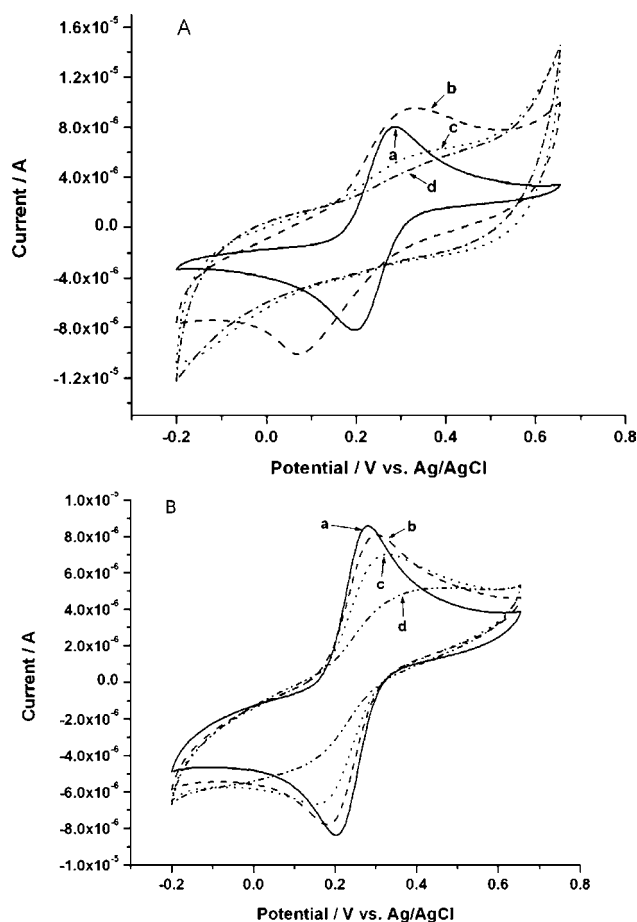 A
1.6x10⁻⁵
1.2x10⁻⁵
8.0x10⁻⁶
4.0x10⁻⁶
0.0
-4.0x10⁻⁶
-8.0x10⁻⁶
-1.2x10⁻⁵
Current / A
b
c
a
d
-0.2 0.0 0.2 0.4 0.6 0.8
Potential / V vs. Ag/AgCl
B
1.0x10⁻⁵
8.0x10⁻⁶
6.0x10⁻⁶
4.0x10⁻⁶
2.0x10⁻⁶
0.0
-2.0x10⁻⁶
-4.0x10⁻⁶
-6.0x10⁻⁶
-8.0x10⁻⁶
-1.0x10⁻⁵
Current / A
a
b
c
d
-0.2 0.0 0.2 0.4 0.6 0.8
Potential / V vs. Ag/AgCl